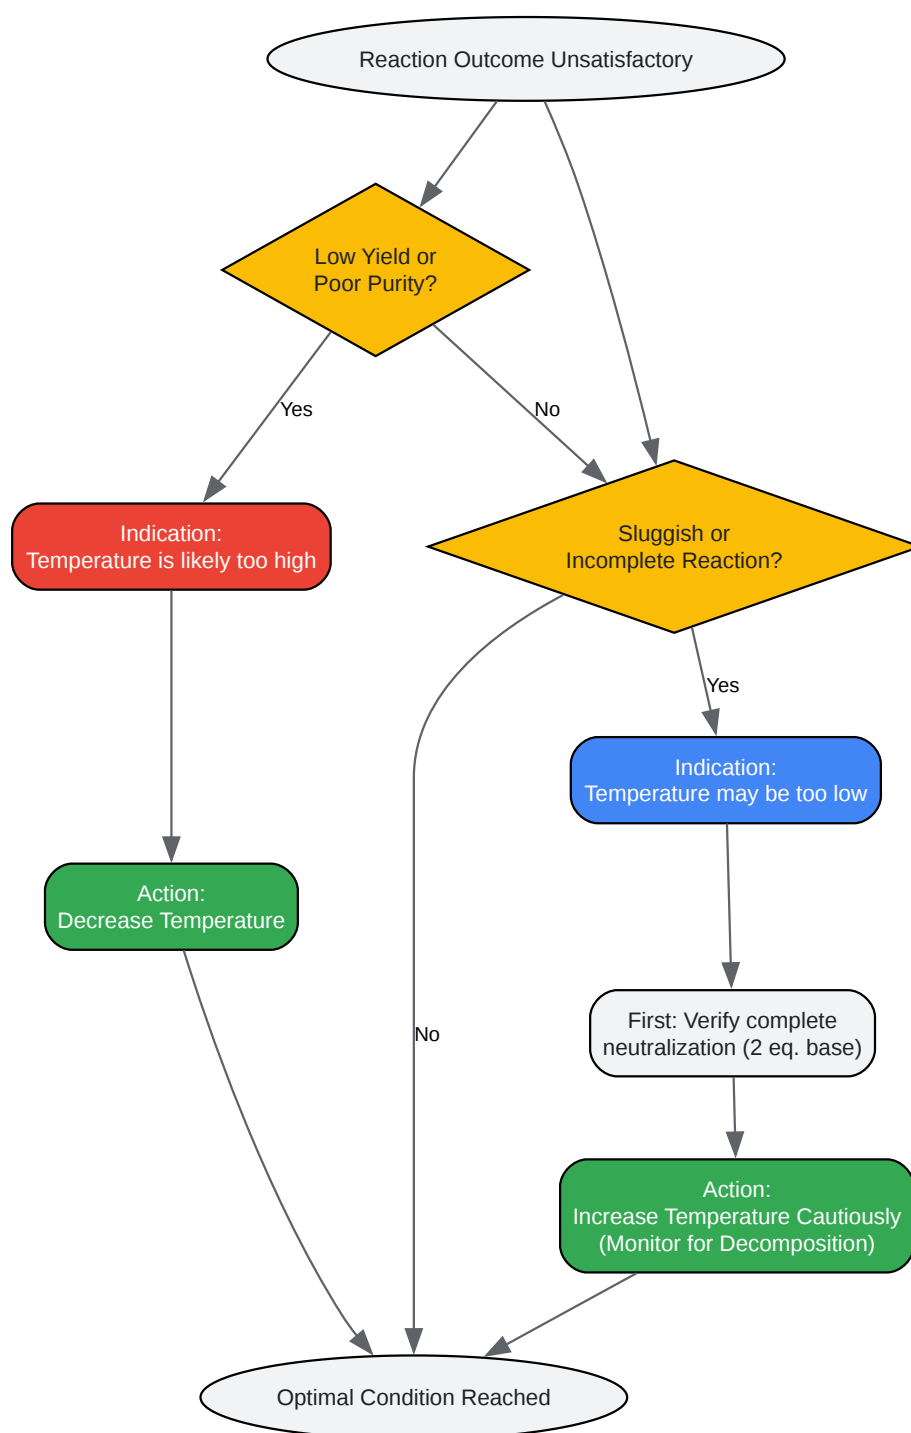 Reaction Outcome Unsatisfactory
Low Yield or
Poor Purity?
Yes
No
Indication:
Temperature is likely too high
Sluggish or
Incomplete Reaction?
Yes
Indication:
Temperature may be too low
Action:
Decrease Temperature
No
First: Verify complete
neutralization (2 eq. base)
Action:
Increase Temperature Cautiously
(Monitor for Decomposition)
Optimal Condition Reached